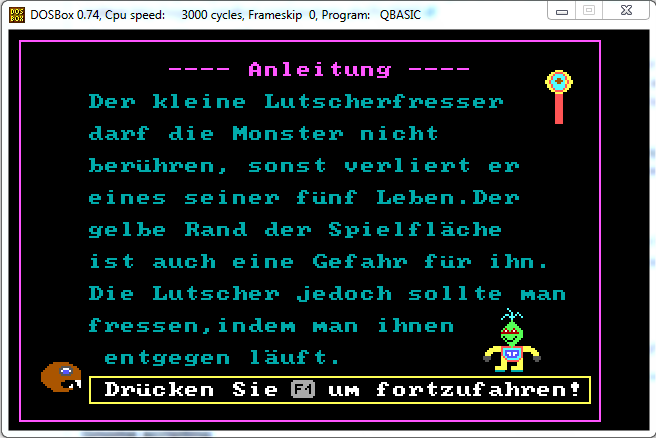 DOSBox 0.74, Cpu speed: 3000 cycles, Frameskip 0, Program: QBASIC
---- Anleitung ----
Der kleine Lutscherfresser
darf die Monster nicht
berühren, sonst verliert er
eines seiner fünf Leben.Der
gelbe Rand der Spielfläche
ist auch eine Gefahr für ihn.
Die Lutscher jedoch sollte man
fressen,indem man ihnen
entgegen läuft.
Drücken Sie F1 um fortzufahren!